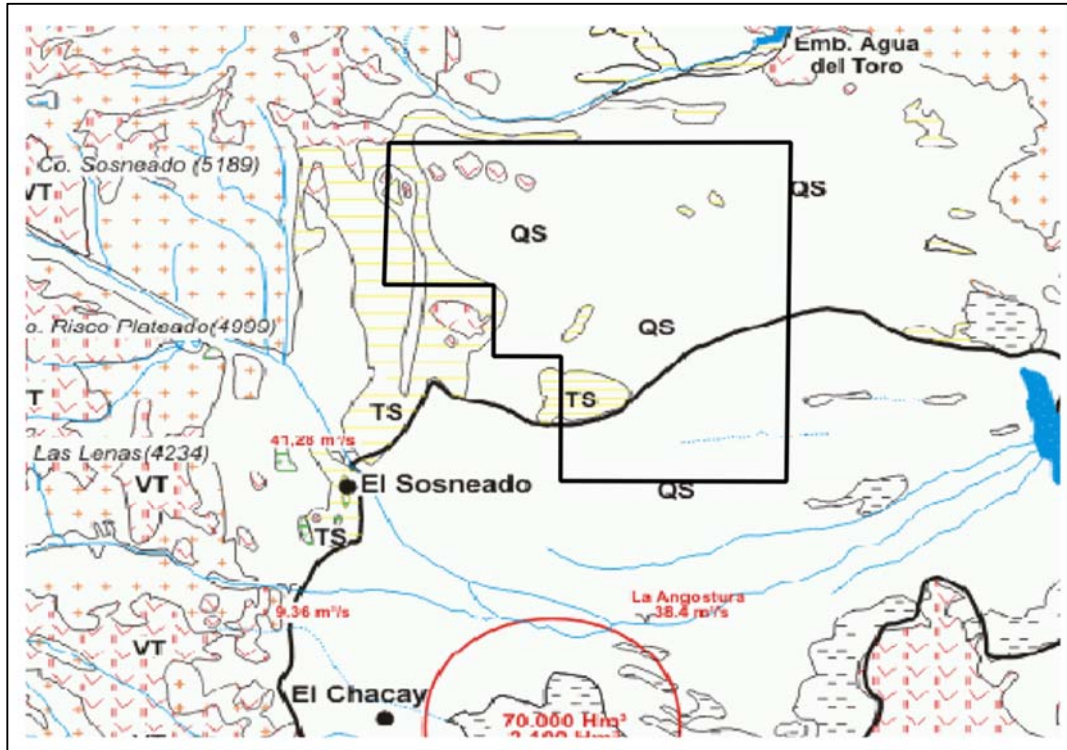 Emb. Agua
del Toro
Co. Sosneado (5189)
VT
QS
QS
o. Risco Plateado(4999)
QS
T
TS
TS
41,28 m³/s
Las Lenas(4234)
VT
El Sosneado
QS
TS
9.36 m³/s
La Angostura
38.4 m³/s
VT
El Chacay
70.000 Hm³